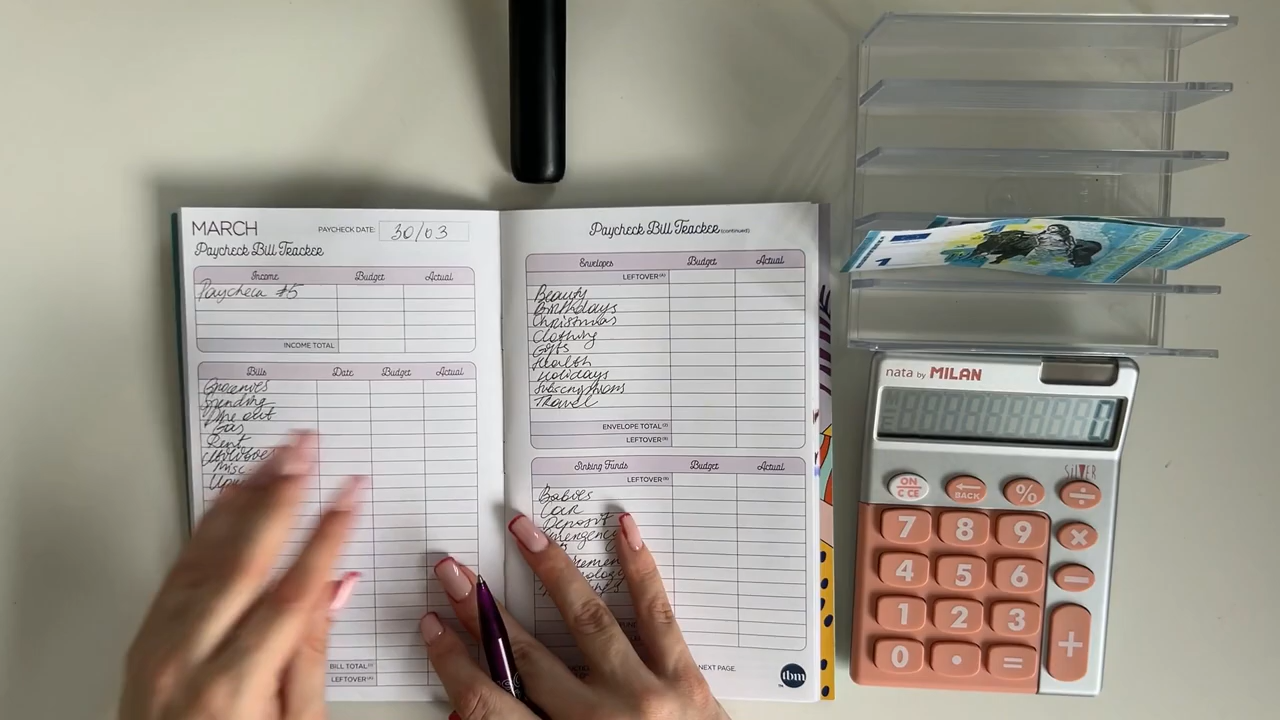 MARCH
PAYCHECK DATE: 30/03
Paycheck Bill Tracker
Income Budget Actual
Paycheck #5
INCOME TOTAL
Bills Date Budget Actual
Groceries
Spending
Dine out
Gas
Rent
Misc
BILL TOTAL
LEFTOVER
Paycheck Bill Tracker (continued)
Envelopes Budget Actual
LEFTOVER (A)
Beauty
Birthdays
Christmas
Clothing
Gifts
Health
Holidays
Subscriptions
Travel
ENVELOPE TOTAL
LEFTOVER (B)
Sinking Funds Budget Actual
LEFTOVER (B)
Babies
Car
Deposit
NEXT PAGE.
tbm
nata by MILAN
0
SILVER
ON
C CE
BACK
% ÷
7 8 9 ×
4 5 6 −
1 2 3 +
0 • =